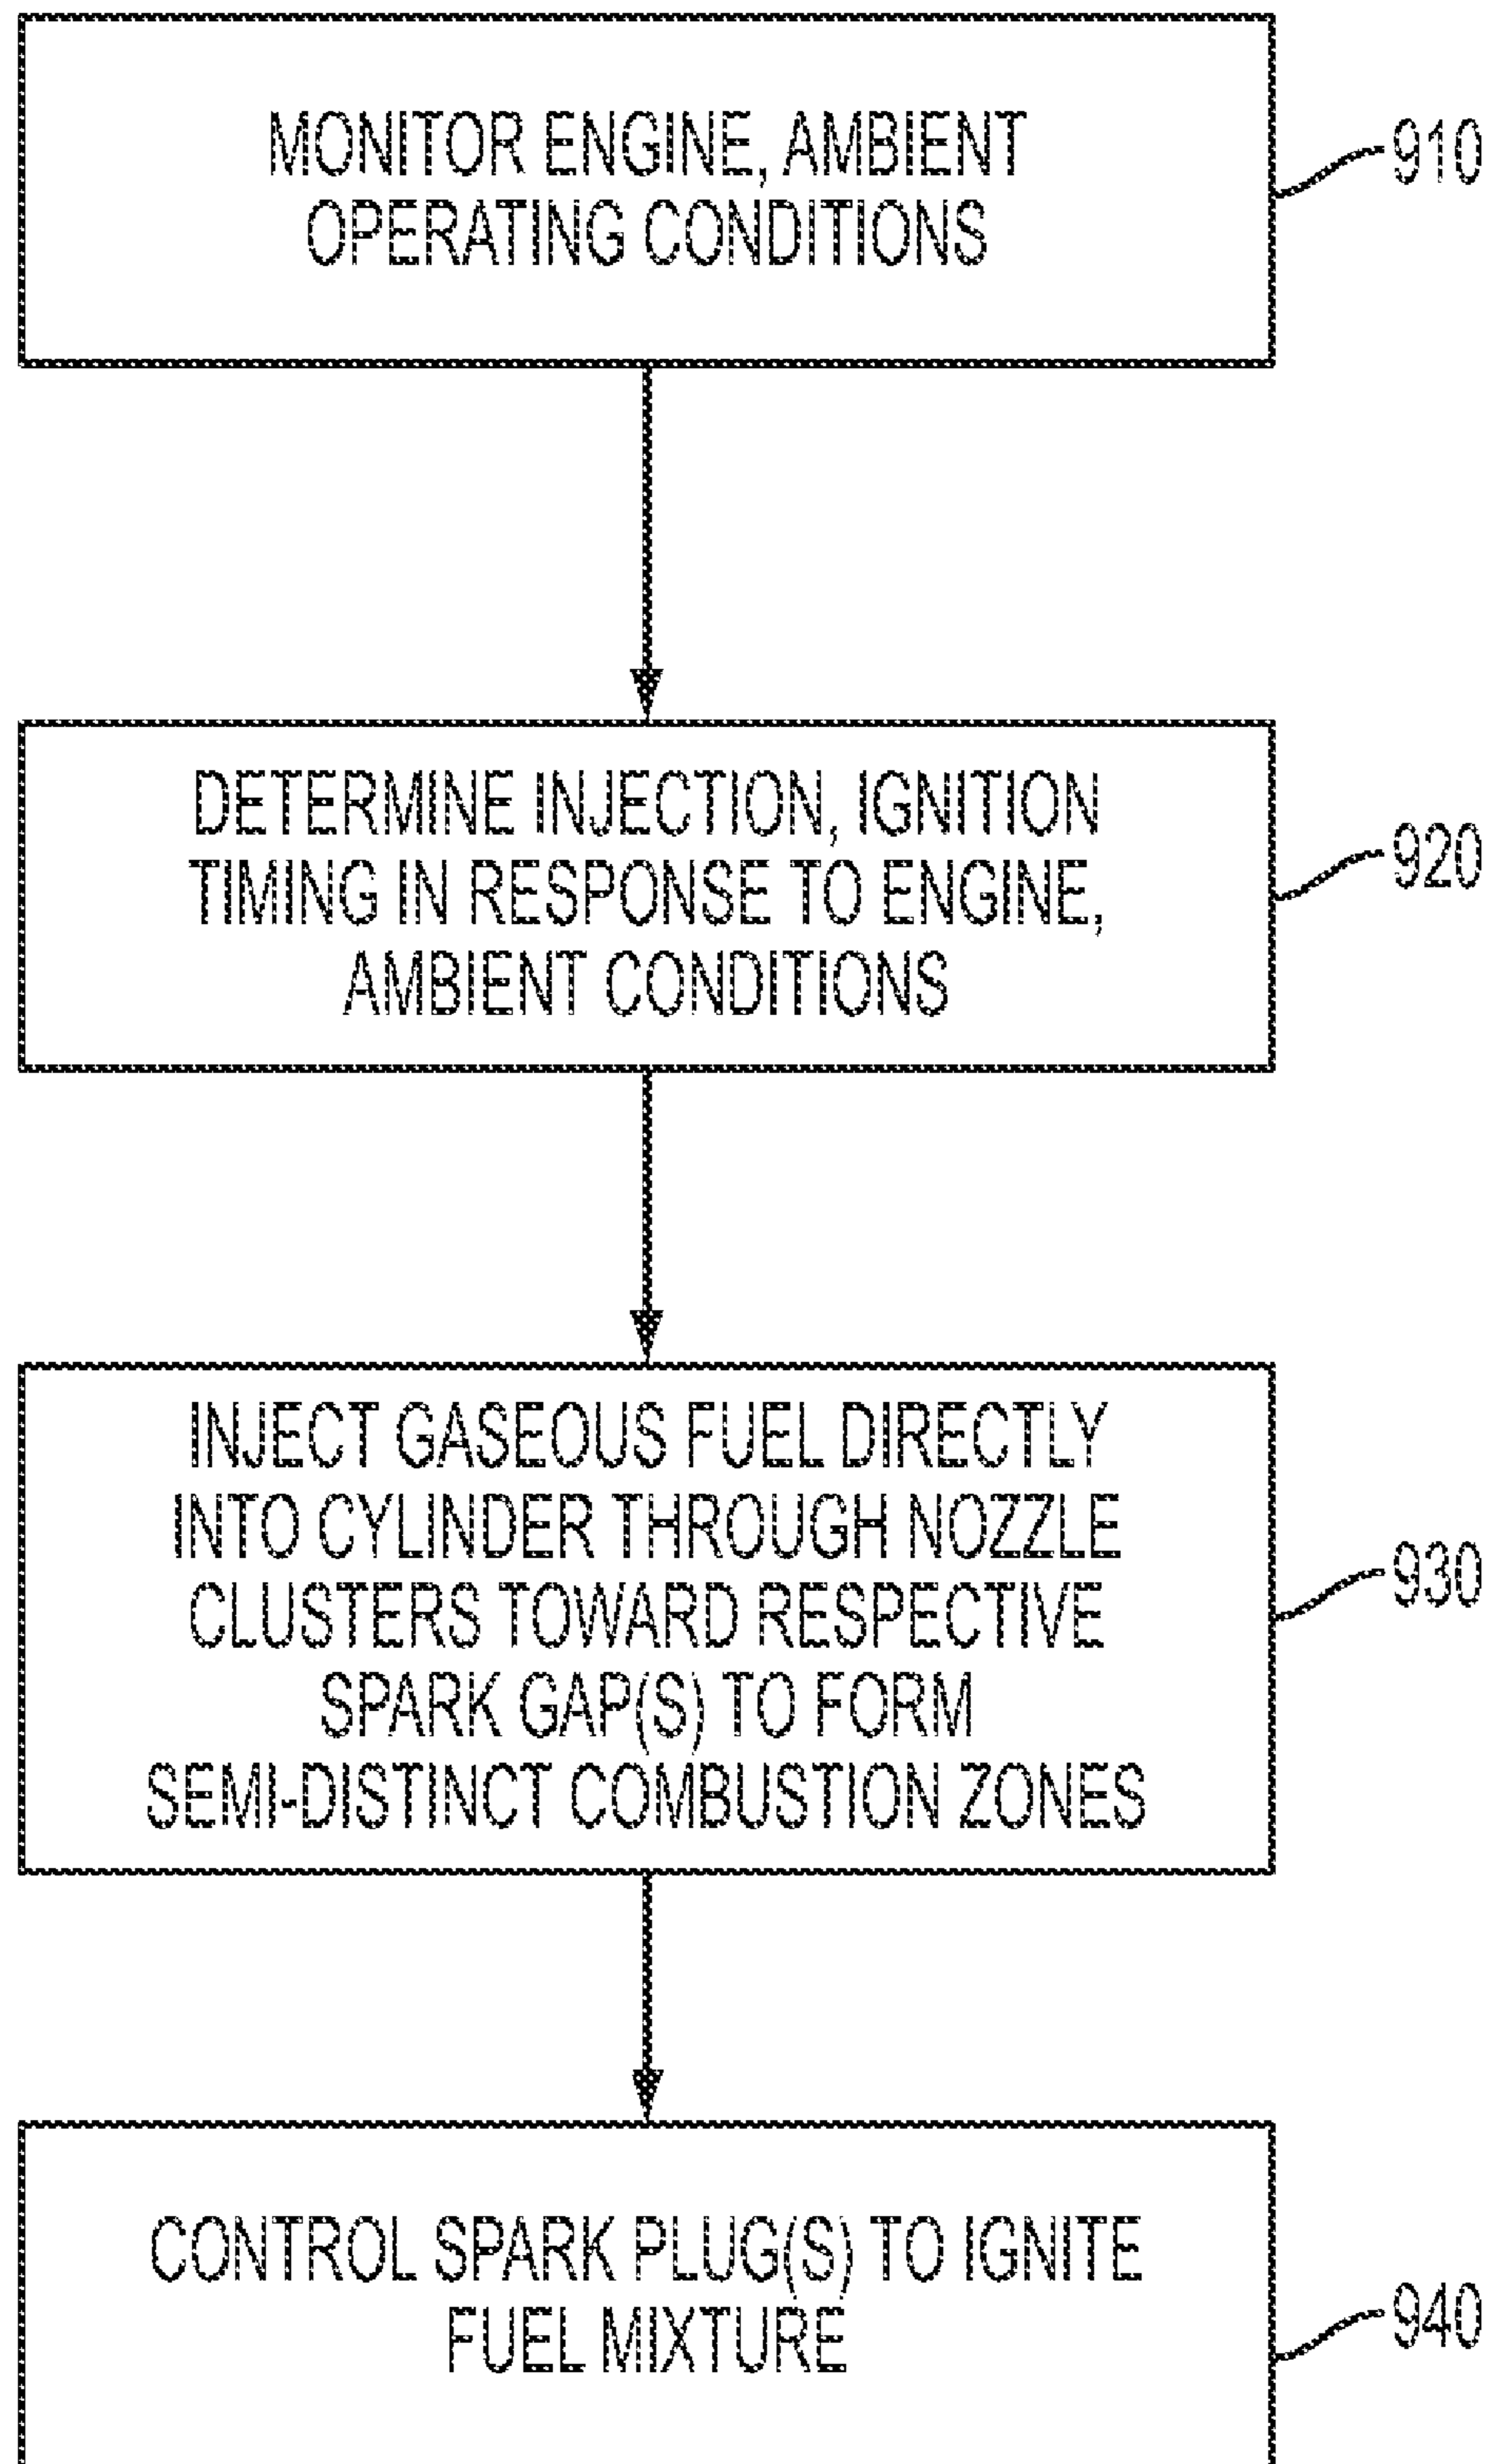 MONITOR ENGINE, AMBIENT
OPERATING CONDITIONS
910
DETERMINE INJECTION, IGNITION
TIMING IN RESPONSE TO ENGINE,
AMBIENT CONDITIONS
920
INJECT GASEOUS FUEL DIRECTLY
INTO CYLINDER THROUGH NOZZLE
CLUSTERS TOWARD RESPECTIVE
SPARK GAP(S) TO FORM
SEMI-DISTINCT COMBUSTION ZONES
930
CONTROL SPARK PLUG(S) TO IGNITE
FUEL MIXTURE
940